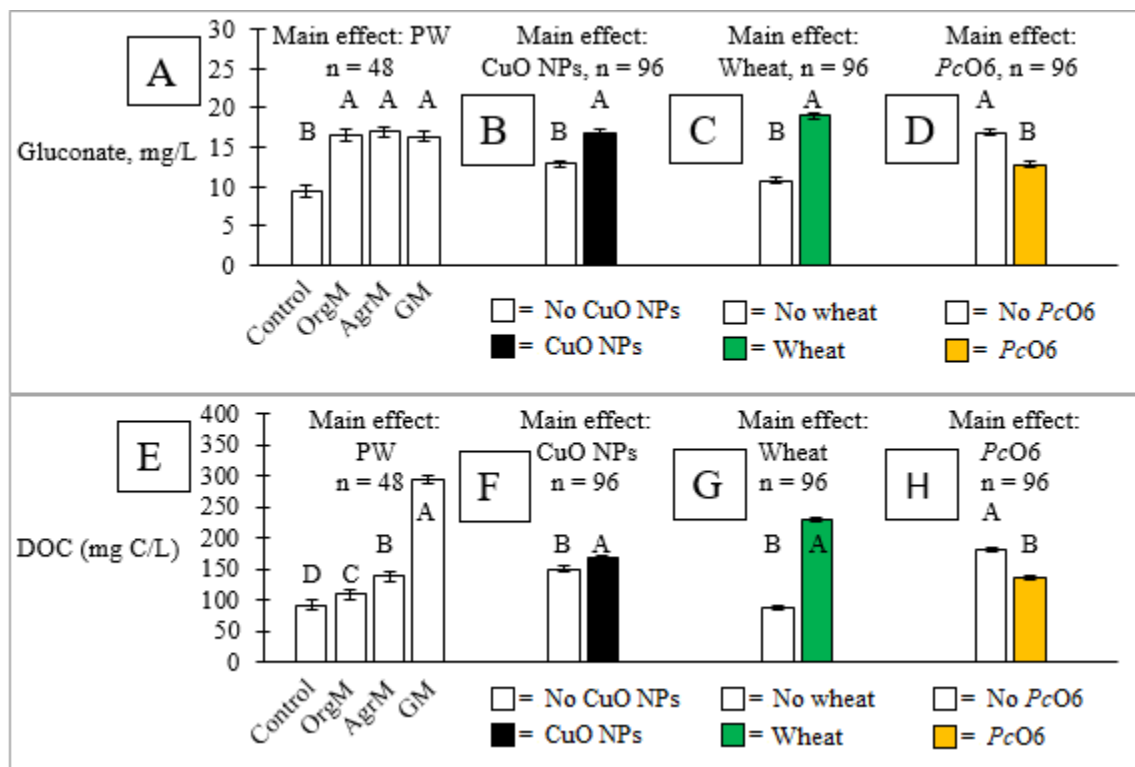 A
Gluconate, mg/L
30
25
20
15
10
5
0
Main effect: PW
n = 48
B
A
A
A
Control
OrgM
AgrM
GM
B
Main effect:
CuO NPs, n = 96
B
A
= No CuO NPs
= CuO NPs
C
Main effect:
Wheat, n = 96
B
A
= No wheat
= Wheat
D
Main effect:
PcO6, n = 96
A
B
= No PcO6
= PcO6
E
DOC (mg C/L)
400
350
300
250
200
150
100
50
0
Main effect:
PW
n = 48
D
C
B
A
Control
OrgM
AgrM
GM
F
Main effect:
CuO NPs
n = 96
B
A
= No CuO NPs
= CuO NPs
G
Main effect:
Wheat
n = 96
B
A
= No wheat
= Wheat
H
Main effect:
PcO6
n = 96
A
B
= No PcO6
= PcO6